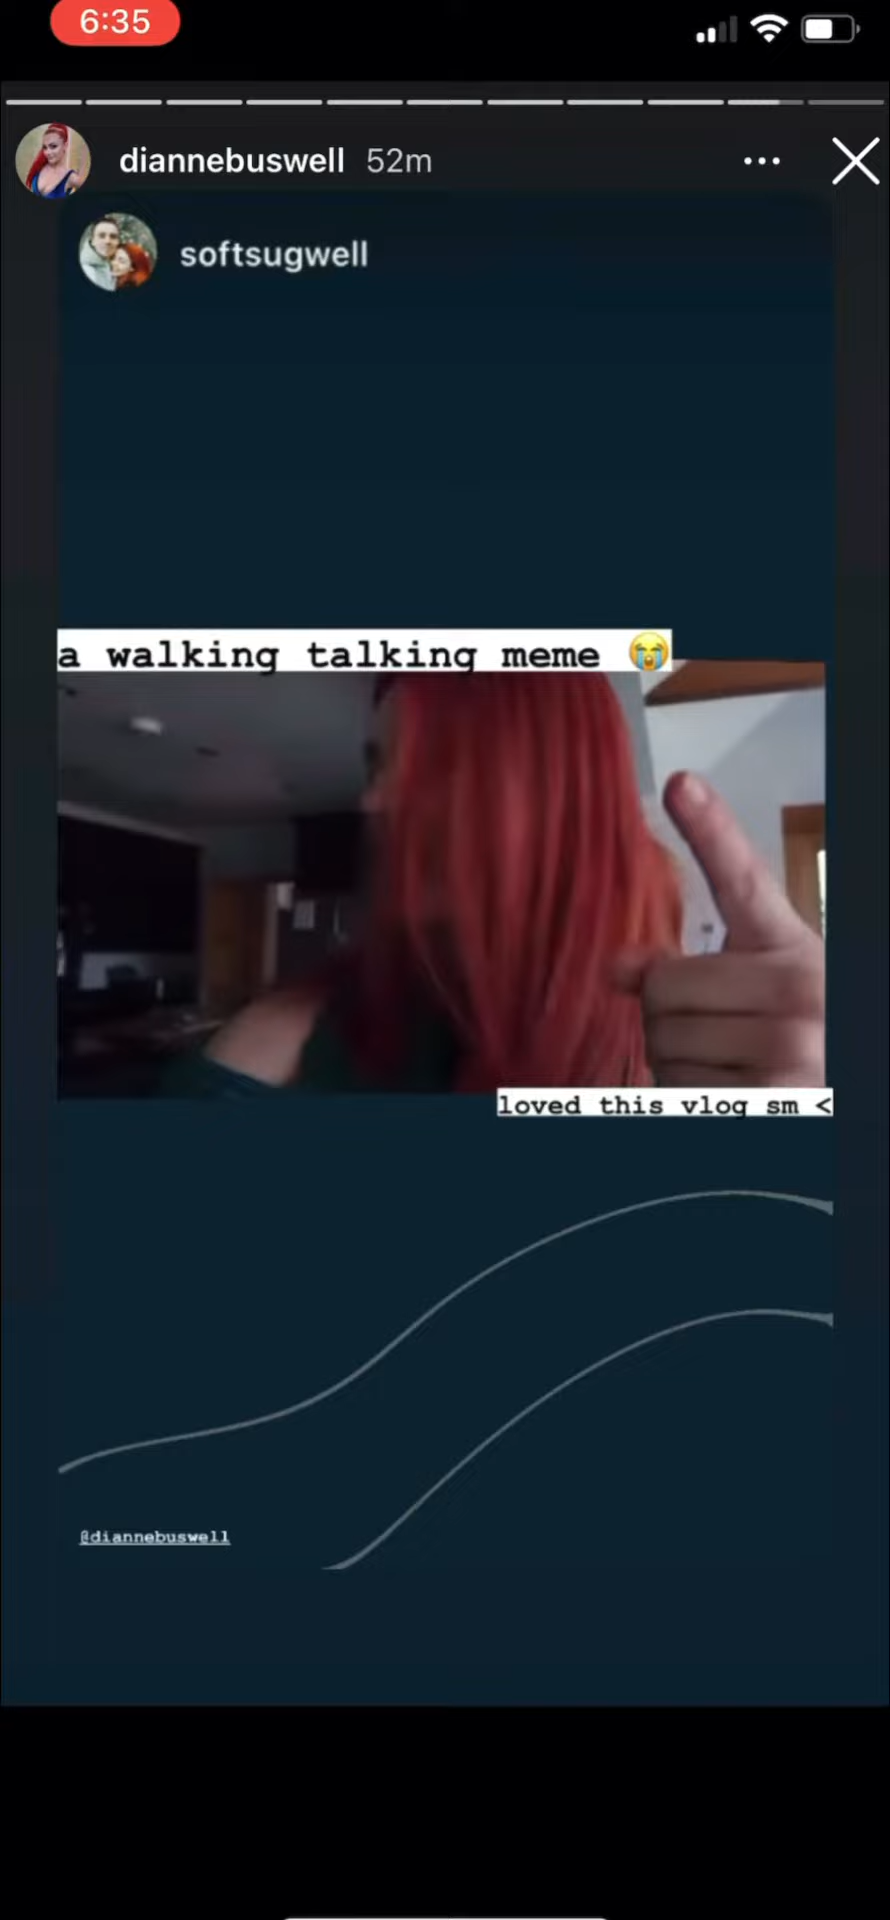 6:35
diannebuswell 52m
softsugwell
a walking talking meme 😭
loved this vlog sm <
@diannebuswell